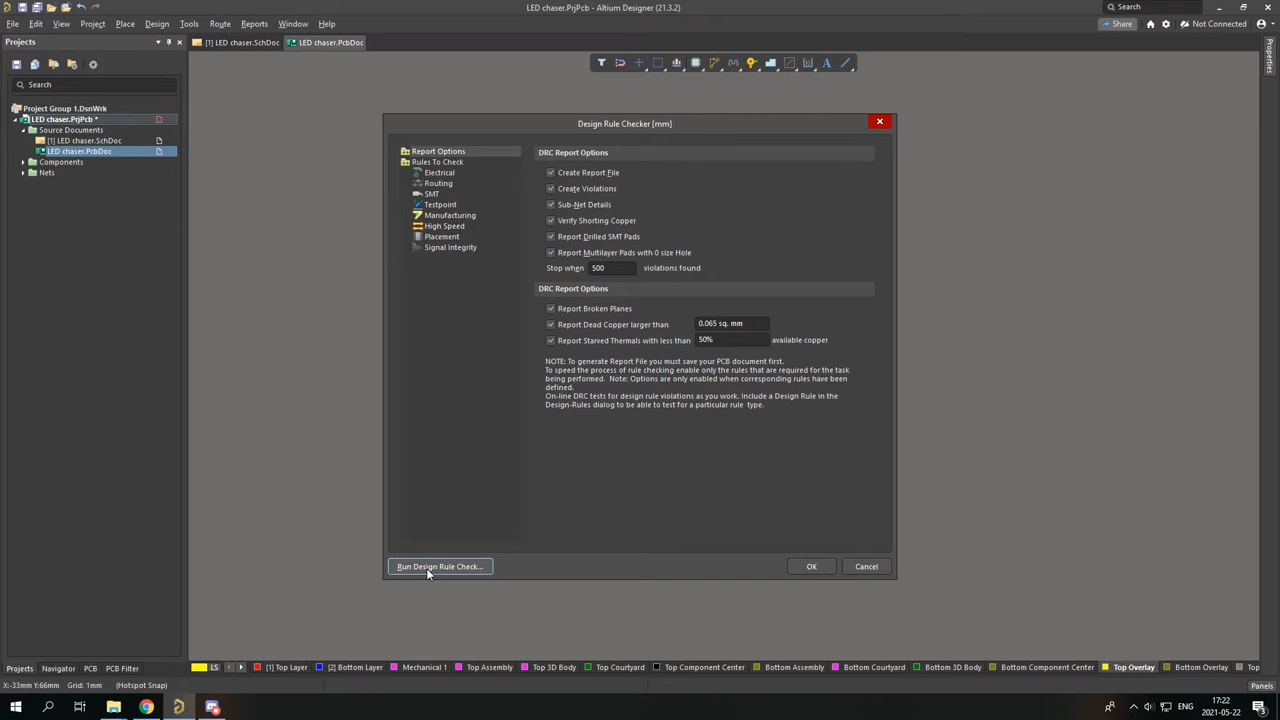 LED chaser.PrjPcb - Altium Designer (21.3.2)
Search
File Edit View Project Place Design Tools Route Reports Window Help
Share
Not Connected
Projects
[1] LED chaser.SchDoc
LED chaser.PcbDoc
Properties
Search
Project Group 1.DsnWrk
LED chaser.PrjPcb *
Source Documents
[1] LED chaser.SchDoc
LED chaser.PcbDoc
Components
Nets
Design Rule Checker [mm]
Report Options
Rules To Check
Electrical
Routing
SMT
Testpoint
Manufacturing
High Speed
Placement
Signal Integrity
DRC Report Options
Create Report File
Create Violations
Sub-Net Details
Verify Shorting Copper
Report Drilled SMT Pads
Report Multilayer Pads with 0 size Hole
Stop when 500 violations found
DRC Report Options
Report Broken Planes
Report Dead Copper larger than 0.065 sq. mm
Report Starved Thermals with less than 50% available copper
NOTE: To generate Report File you must save your PCB document first.
To speed the process of rule checking enable only the rules that are required for the task
being performed. Note: Options are only enabled when corresponding rules have been
defined.
On-line DRC tests for design rule violations as you work. Include a Design Rule in the
Design-Rules dialog to be able to test for a particular rule type.
Run Design Rule Check...
OK
Cancel
Projects Navigator PCB PCB Filter
LS [1] Top Layer [2] Bottom Layer Mechanical 1 Top Assembly Top 3D Body Top Courtyard Top Component Center Bottom Assembly Bottom Courtyard Bottom 3D Body Bottom Component Center Top Overlay Bottom Overlay Top
X:-33mm Y:66mm Grid: 1mm (Hotspot Snap)
Panels
ENG
17:22
2021-05-22
3